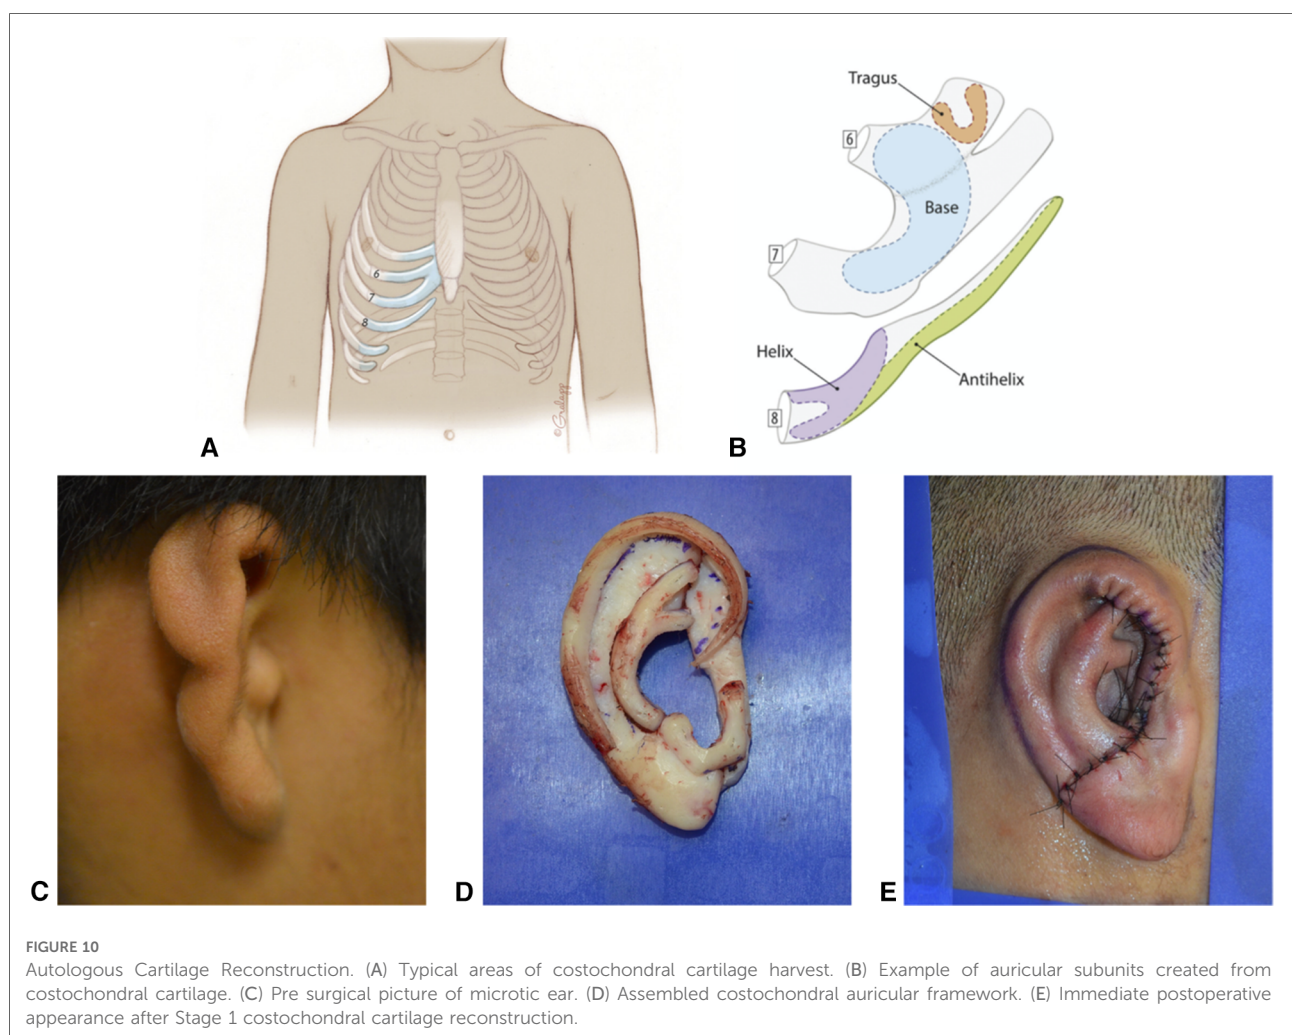 6
7
8
©Gralapp
A
Tragus
6
Base
7
Helix
Antihelix
8
B
C
D
E
FIGURE 10
Autologous Cartilage Reconstruction. (A) Typical areas of costochondral cartilage harvest. (B) Example of auricular subunits created from
costochondral cartilage. (C) Pre surgical picture of microtic ear. (D) Assembled costochondral auricular framework. (E) Immediate postoperative
appearance after Stage 1 costochondral cartilage reconstruction.